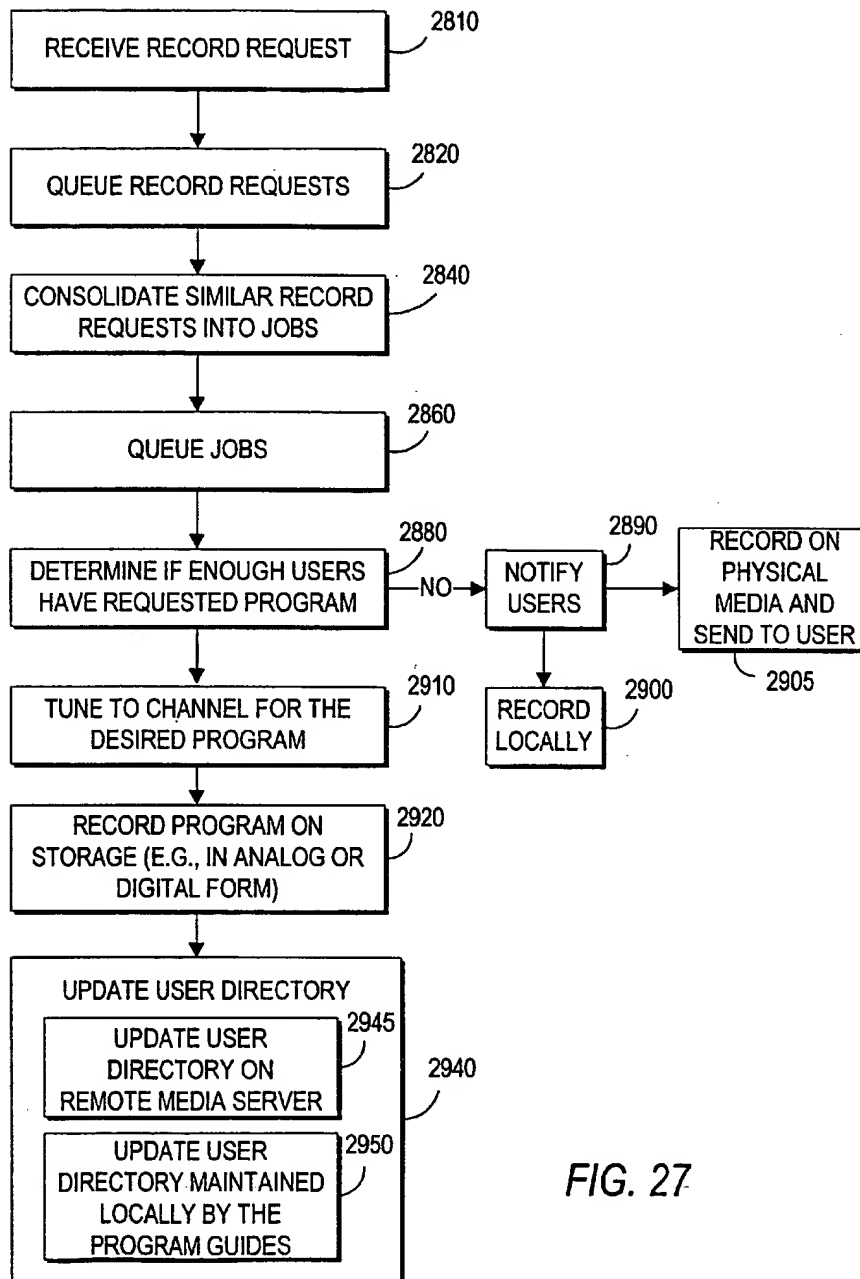 RECEIVE RECORD REQUEST
2810
QUEUE RECORD REQUESTS
2820
CONSOLIDATE SIMILAR RECORD
REQUESTS INTO JOBS
2840
QUEUE JOBS
2860
DETERMINE IF ENOUGH USERS
HAVE REQUESTED PROGRAM
2880
NO
NOTIFY
USERS
2890
RECORD ON
PHYSICAL
MEDIA AND
SEND TO USER
2905
RECORD
LOCALLY
2900
TUNE TO CHANNEL FOR THE
DESIRED PROGRAM
2910
RECORD PROGRAM ON
STORAGE (E.G., IN ANALOG OR
DIGITAL FORM)
2920
UPDATE USER DIRECTORY
2940
UPDATE USER
DIRECTORY ON
REMOTE MEDIA SERVER
2945
UPDATE USER
DIRECTORY MAINTAINED
LOCALLY BY THE
PROGRAM GUIDES
2950
FIG. 27